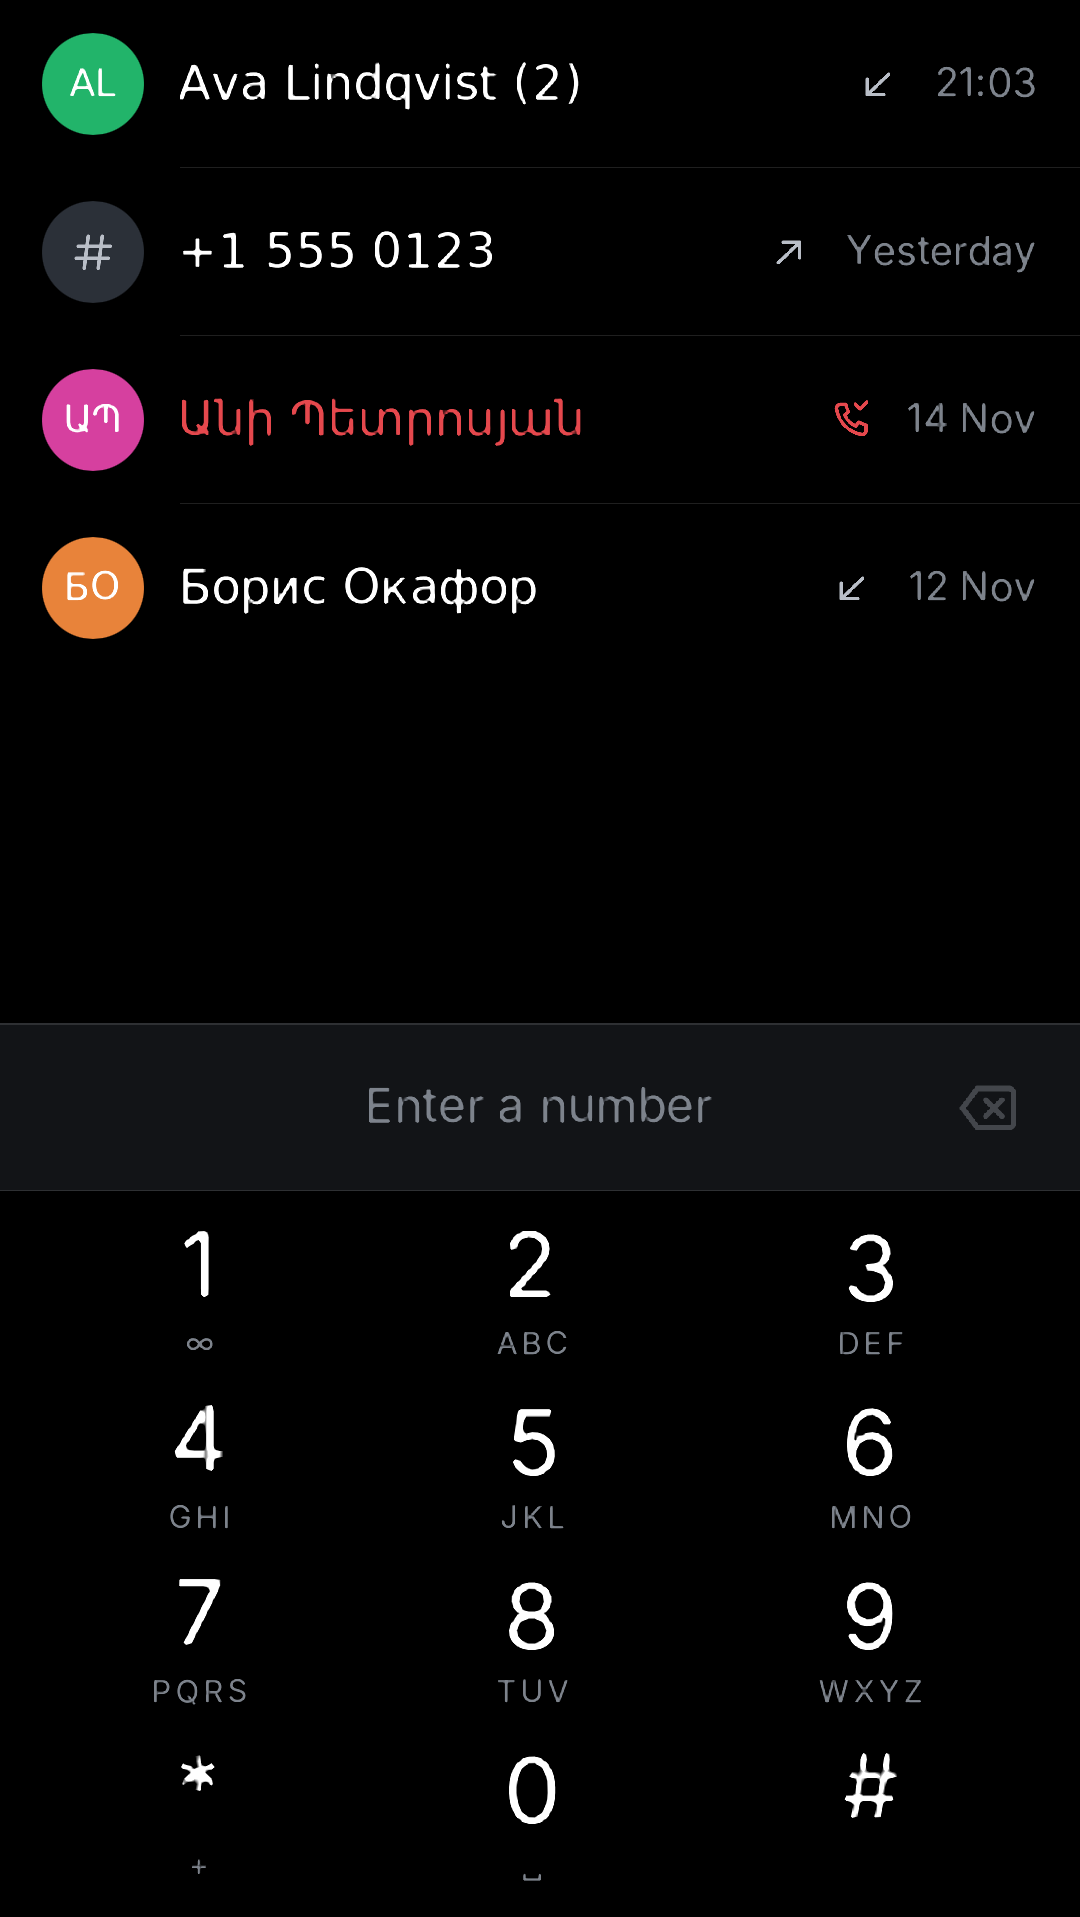 AL Ava Lindqvist (2) 21:03
# +1 555 0123 Yesterday
ԱՊ Անի Պետրոսյան 14 Nov
БО Борис Окафор 12 Nov
Enter a number
1 2 3
∞ ABC DEF
4 5 6
GHI JKL MNO
7 8 9
PQRS TUV WXYZ
* 0 #
+ ⎵